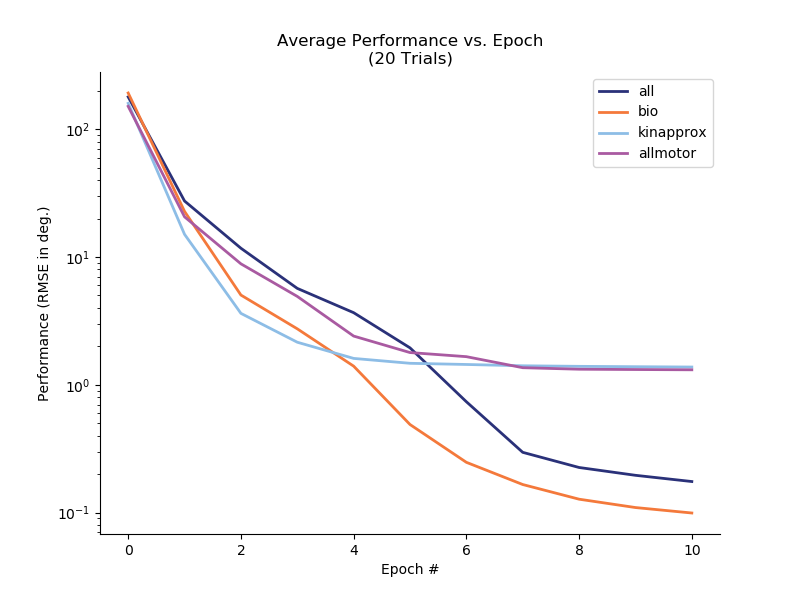 Average Performance vs. Epoch
(20 Trials)
all
bio
kinapprox
allmotor
Performance (RMSE in deg.)
10²
10¹
10⁰
10⁻¹
0 2 4 6 8 10
Epoch #